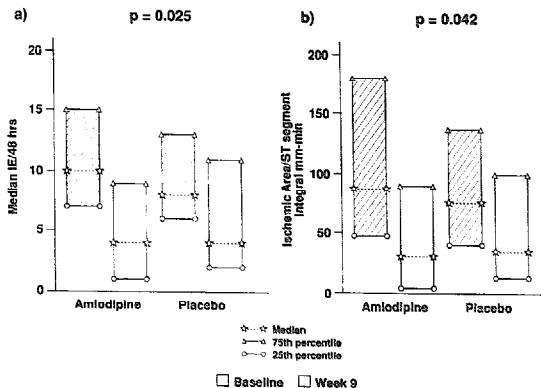 a)
p = 0.025
20
15
10
5
0
Median IE/48 hrs
Amlodipine
Placebo
b)
p = 0.042
200
150
100
50
0
Ischemic Area/ST segment
Integral mm-min
Amlodipine
Placebo
Median
75th percentile
25th percentile
Baseline
Week 9